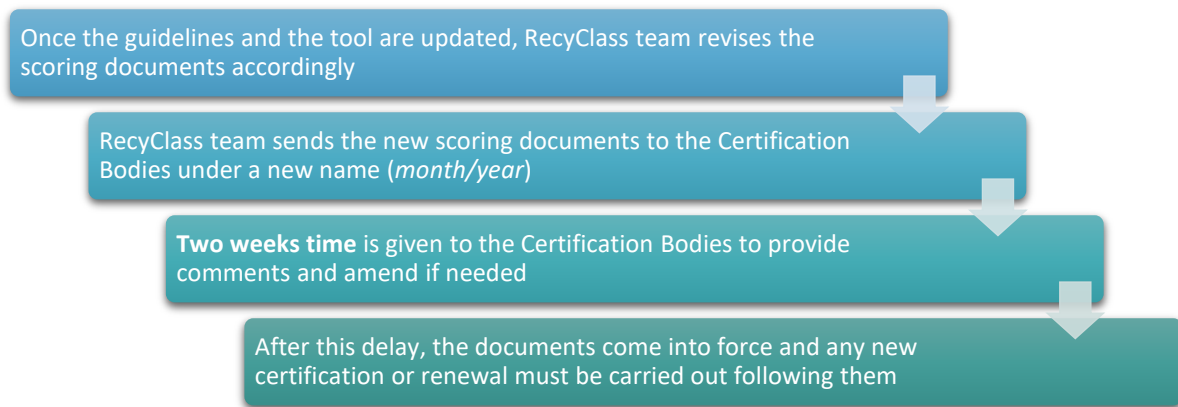 Once the guidelines and the tool are updated, RecyClass team revises the
scoring documents accordingly
RecyClass team sends the new scoring documents to the Certification
Bodies under a new name (month/year)
Two weeks time is given to the Certification Bodies to provide
comments and amend if needed
After this delay, the documents come into force and any new
certification or renewal must be carried out following them